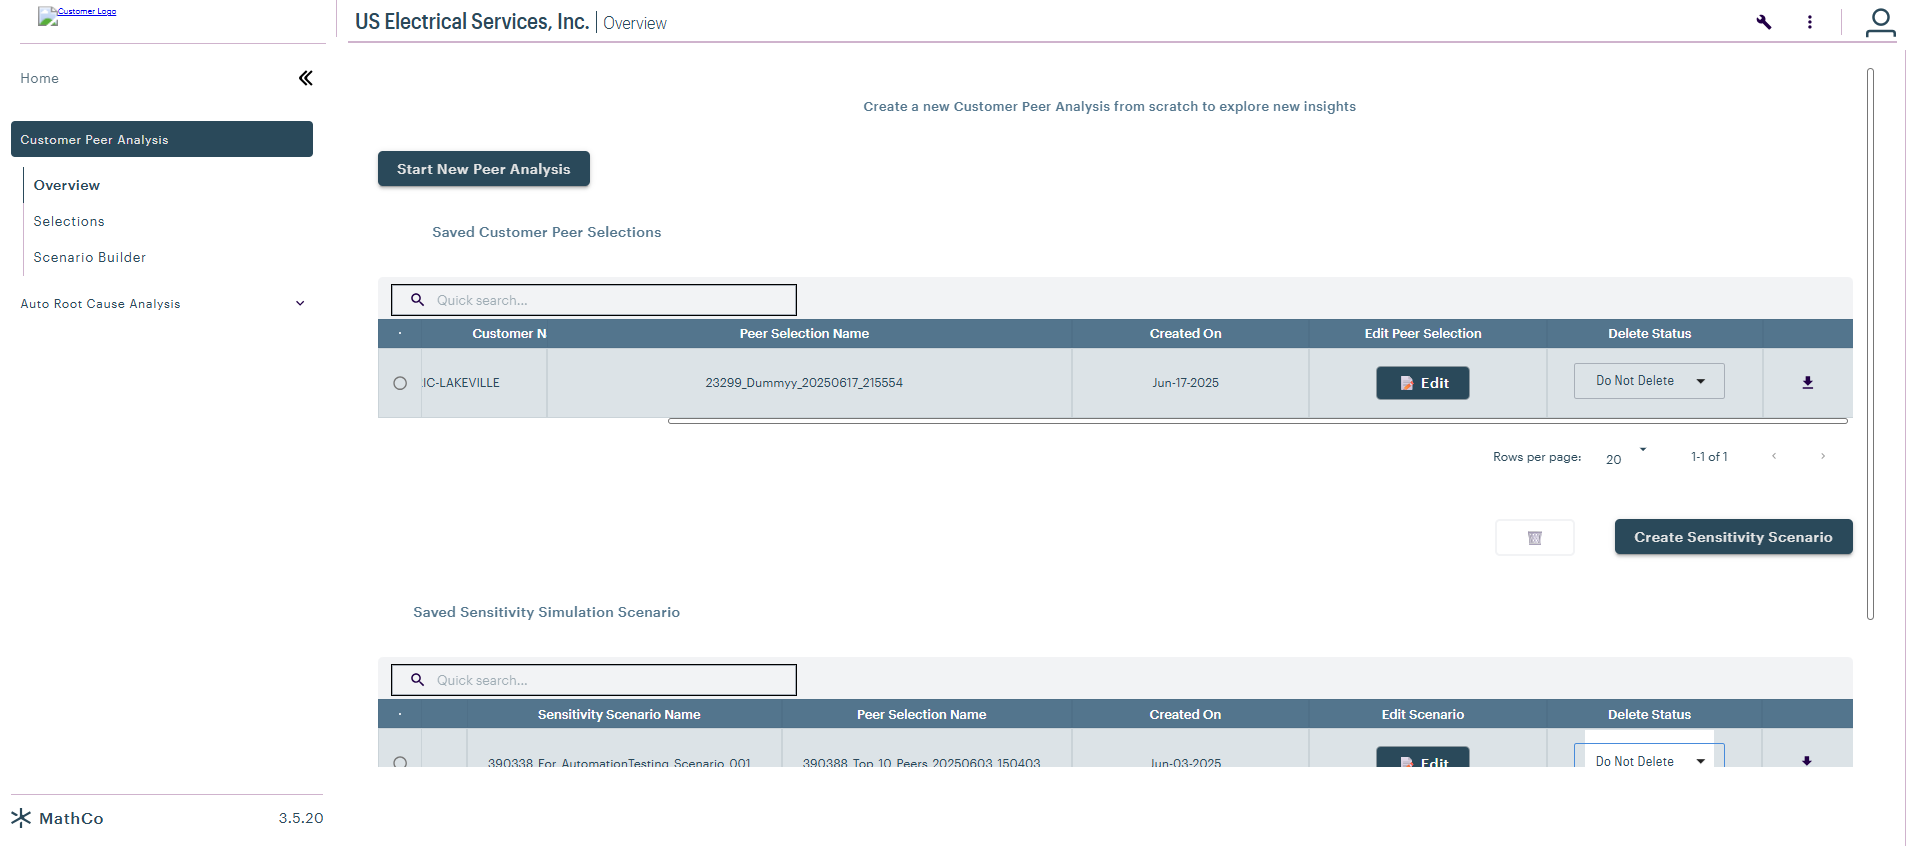 Customer Logo
US Electrical Services, Inc. | Overview
Home
Customer Peer Analysis
Overview
Selections
Scenario Builder
Auto Root Cause Analysis
MathCo 3.5.20
Create a new Customer Peer Analysis from scratch to explore new insights
Start New Peer Analysis
Saved Customer Peer Selections
Quick search...
Customer N Peer Selection Name Created On Edit Peer Selection Delete Status
IC-LAKEVILLE 23299_Dummyy_20250617_215554 Jun-17-2025 Edit Do Not Delete
Rows per page: 20 1-1 of 1
Create Sensitivity Scenario
Saved Sensitivity Simulation Scenario
Quick search...
Sensitivity Scenario Name Peer Selection Name Created On Edit Scenario Delete Status
390338_For_AutomationTesting_Scenario_001 390388_Top_10_Peers_20250603_150403 Jun-03-2025 Edit Do Not Delete